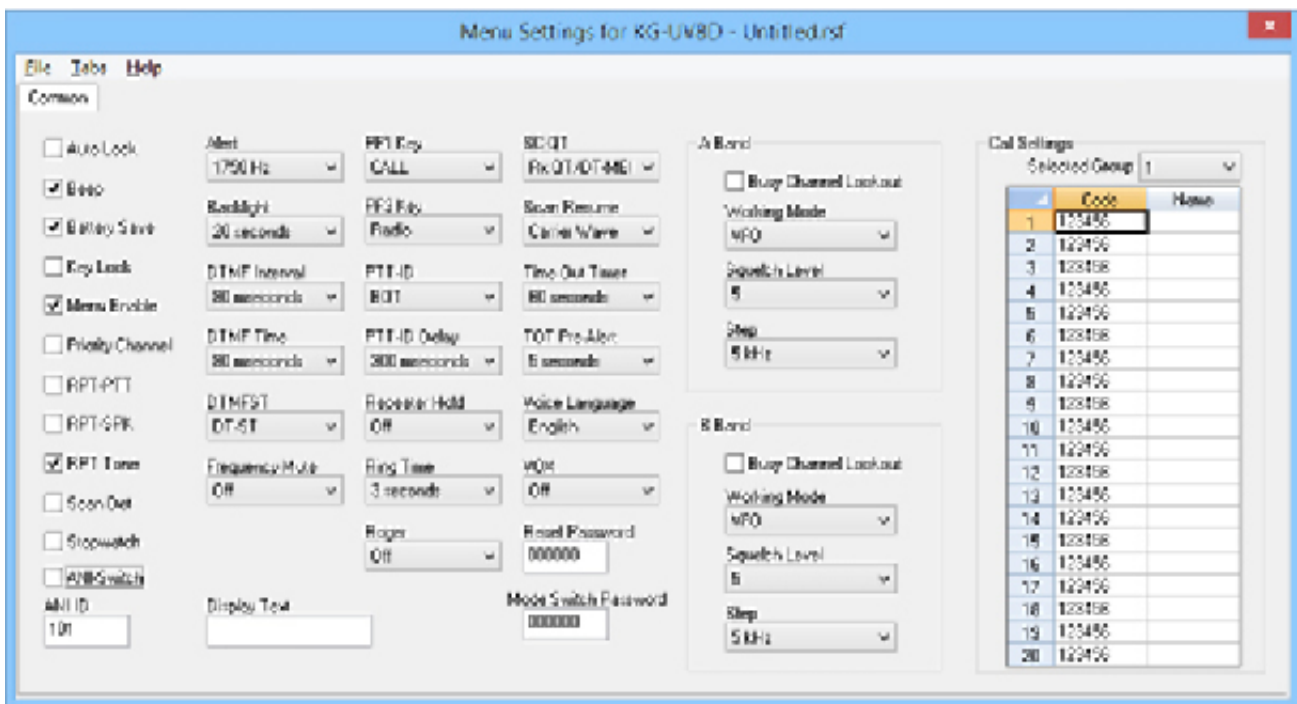 Menu Settings for KG-UV8D - Untitled.rsf
File Tabs Help
Common
Auto Lock
Beep
Battery Save
Key Lock
Menu Enable
Priority Channel
RPT-PTT
RPT-SPK
RPT Tone
Scan Det
Stopwatch
ANI-Switch
ANI ID
101
Alert
1750 Hz
Backlight
20 seconds
DTMF Interval
80 mseconds
DTMF Time
80 mseconds
DTMFST
DT-ST
Frequency Mute
Off
Display Text
PF1 Key
CALL
PF2 Key
Radio
PTT-ID
BOT
PTT-ID Delay
300 mseconds
Repeater Hold
Off
Ring Time
3 seconds
Roger
Off
SC-QT
Rx QT/DT-MEI
Scan Resume
Carrier Wave
Time Out Timer
60 seconds
TOT Pre-Alert
5 seconds
Voice Language
English
VOX
Off
Reset Password
000000
Mode Switch Password
000000
A Band
Busy Channel Lockout
Working Mode
VFO
Squelch Level
5
Step
5 kHz
B Band
Busy Channel Lockout
Working Mode
VFO
Squelch Level
5
Step
5 kHz
Call Settings
Selected Group 1
Code Name
1 123456
2 123456
3 123456
4 123456
5 123456
6 123456
7 123456
8 123456
9 123456
10 123456
11 123456
12 123456
13 123456
14 123456
15 123456
16 123456
17 123456
18 123456
19 123456
20 123456